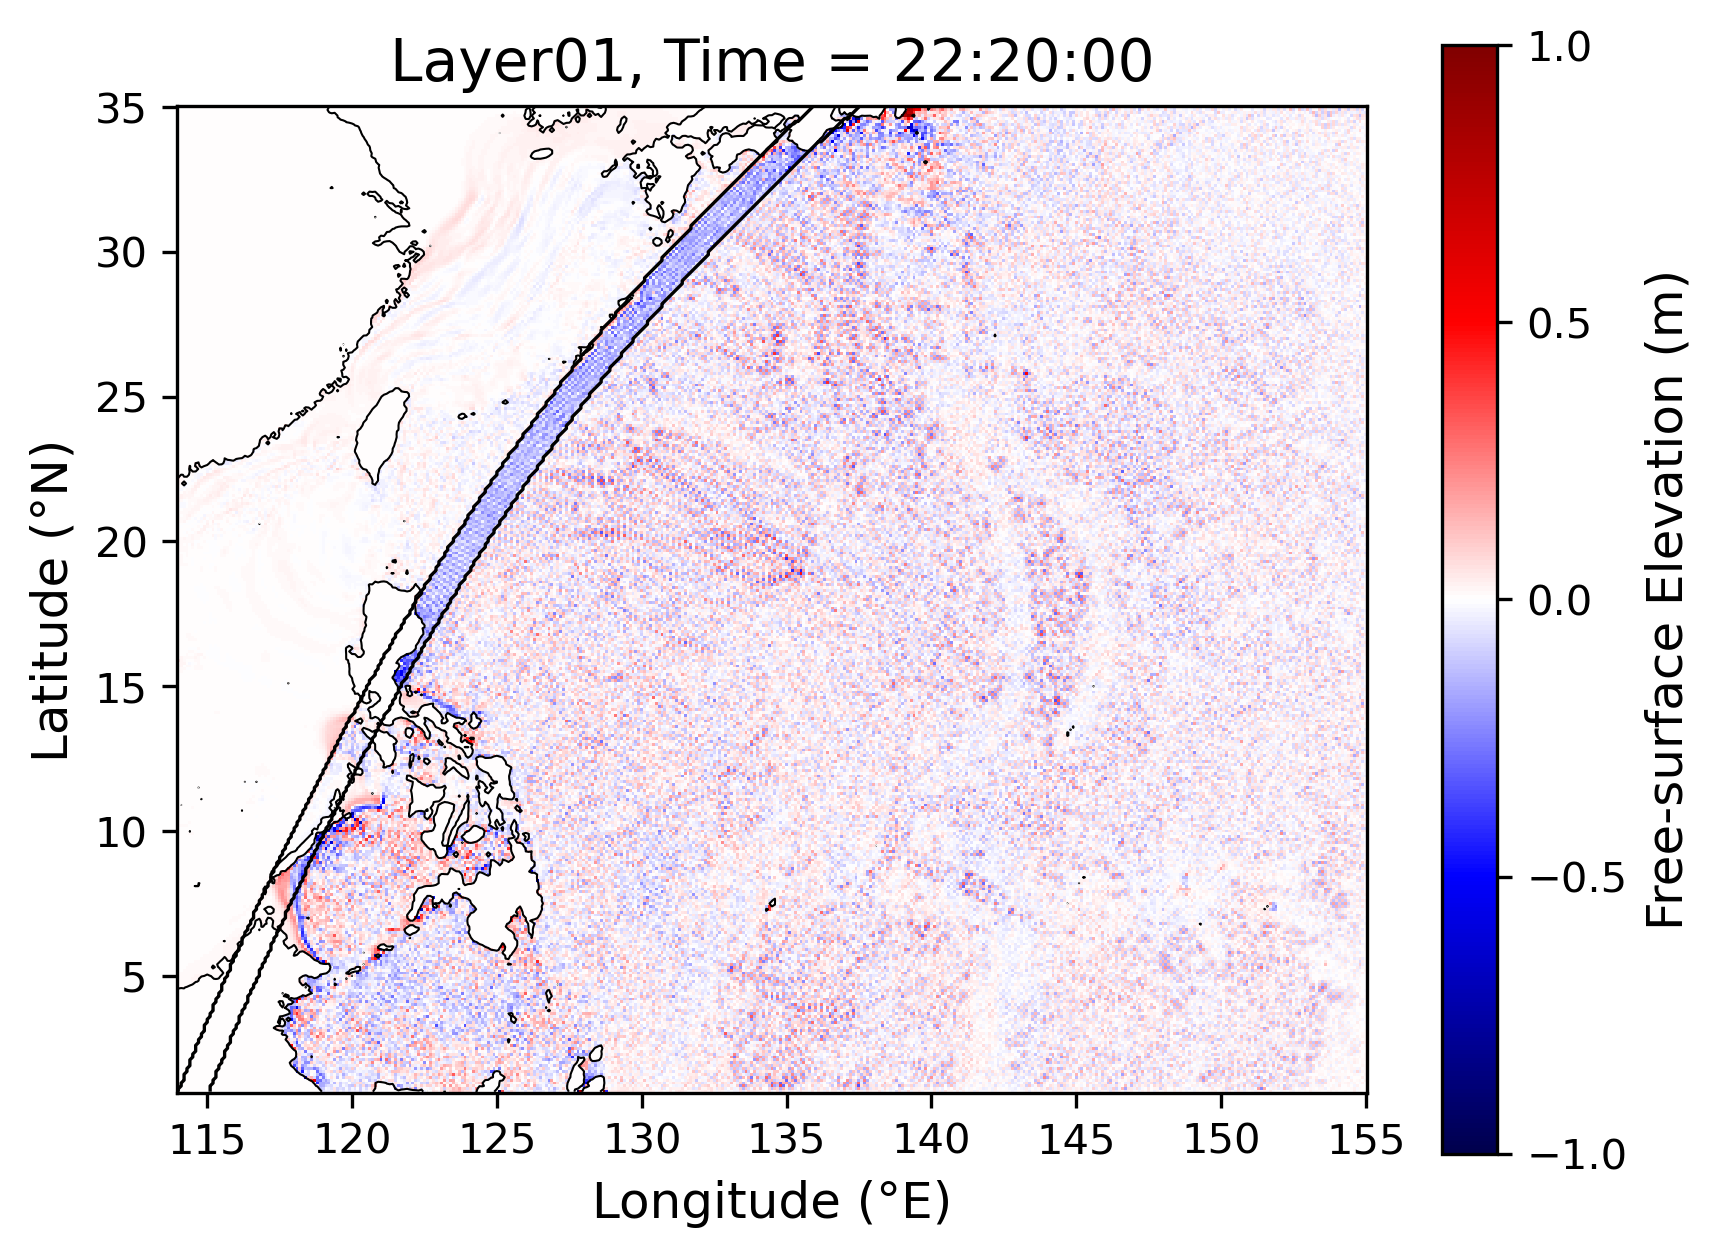 Layer01, Time = 22:20:00
35
30
25
20
15
10
5
Latitude (°N)
115 120 125 130 135 140 145 150 155
Longitude (°E)
1.0
0.5
0.0
−0.5
−1.0
Free-surface Elevation (m)